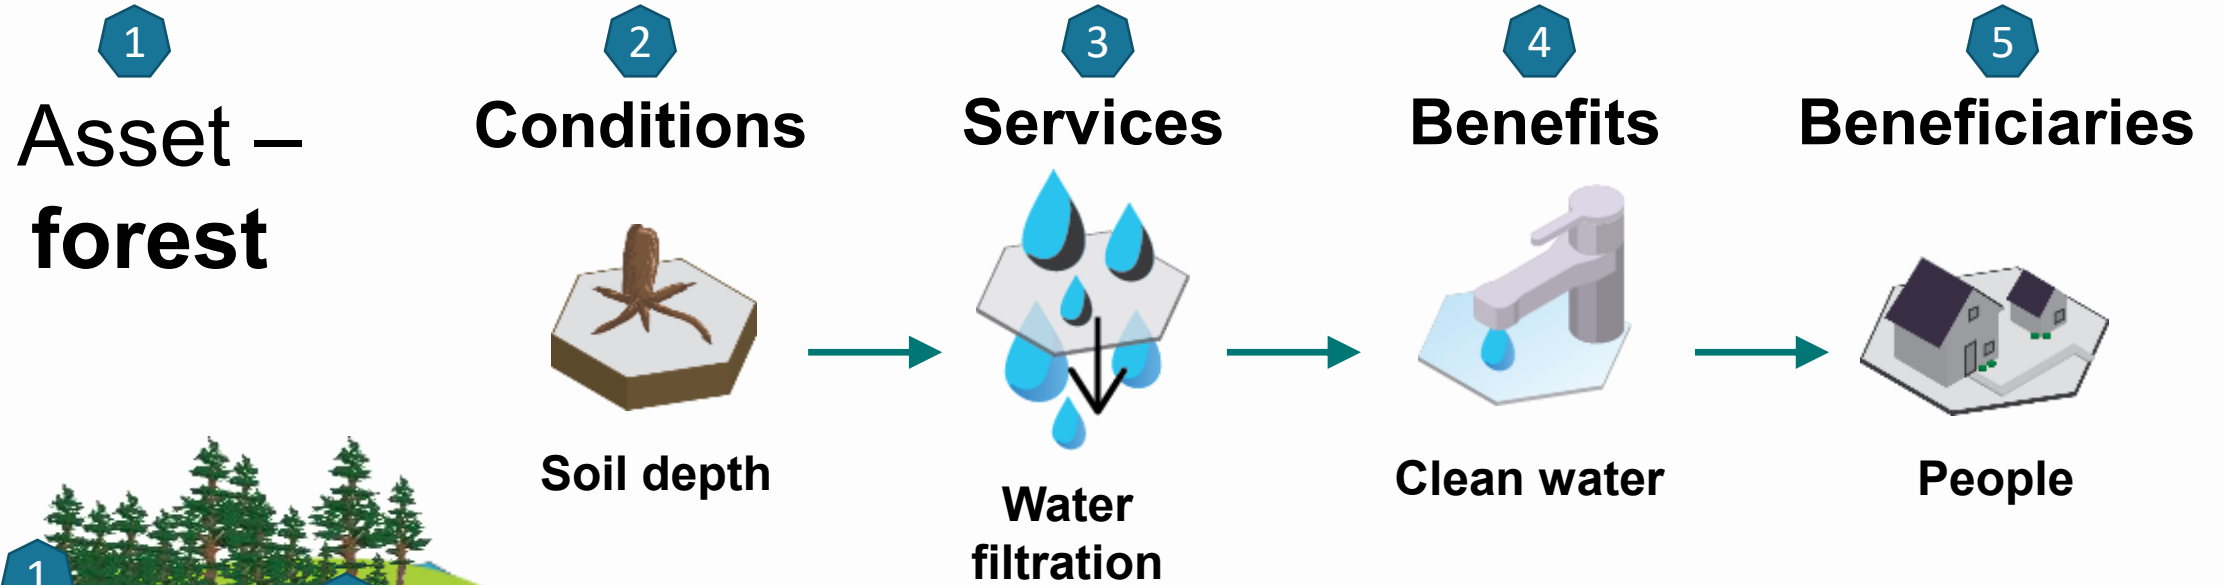 1
2
3
4
5
Asset –
forest
Conditions
Services
Benefits
Beneficiaries
Soil depth
Water
filtration
Clean water
People
1